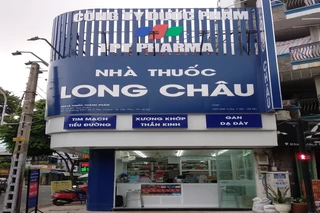 CÔNG TY DƯỢC PHẨM
FPT PHARMA
NHÀ THUỐC
LONG CHÂU
TIM MẠCH
TIỂU ĐƯỜNG
XƯƠNG KHỚP
THẦN KINH
GAN
DẠ DÀY